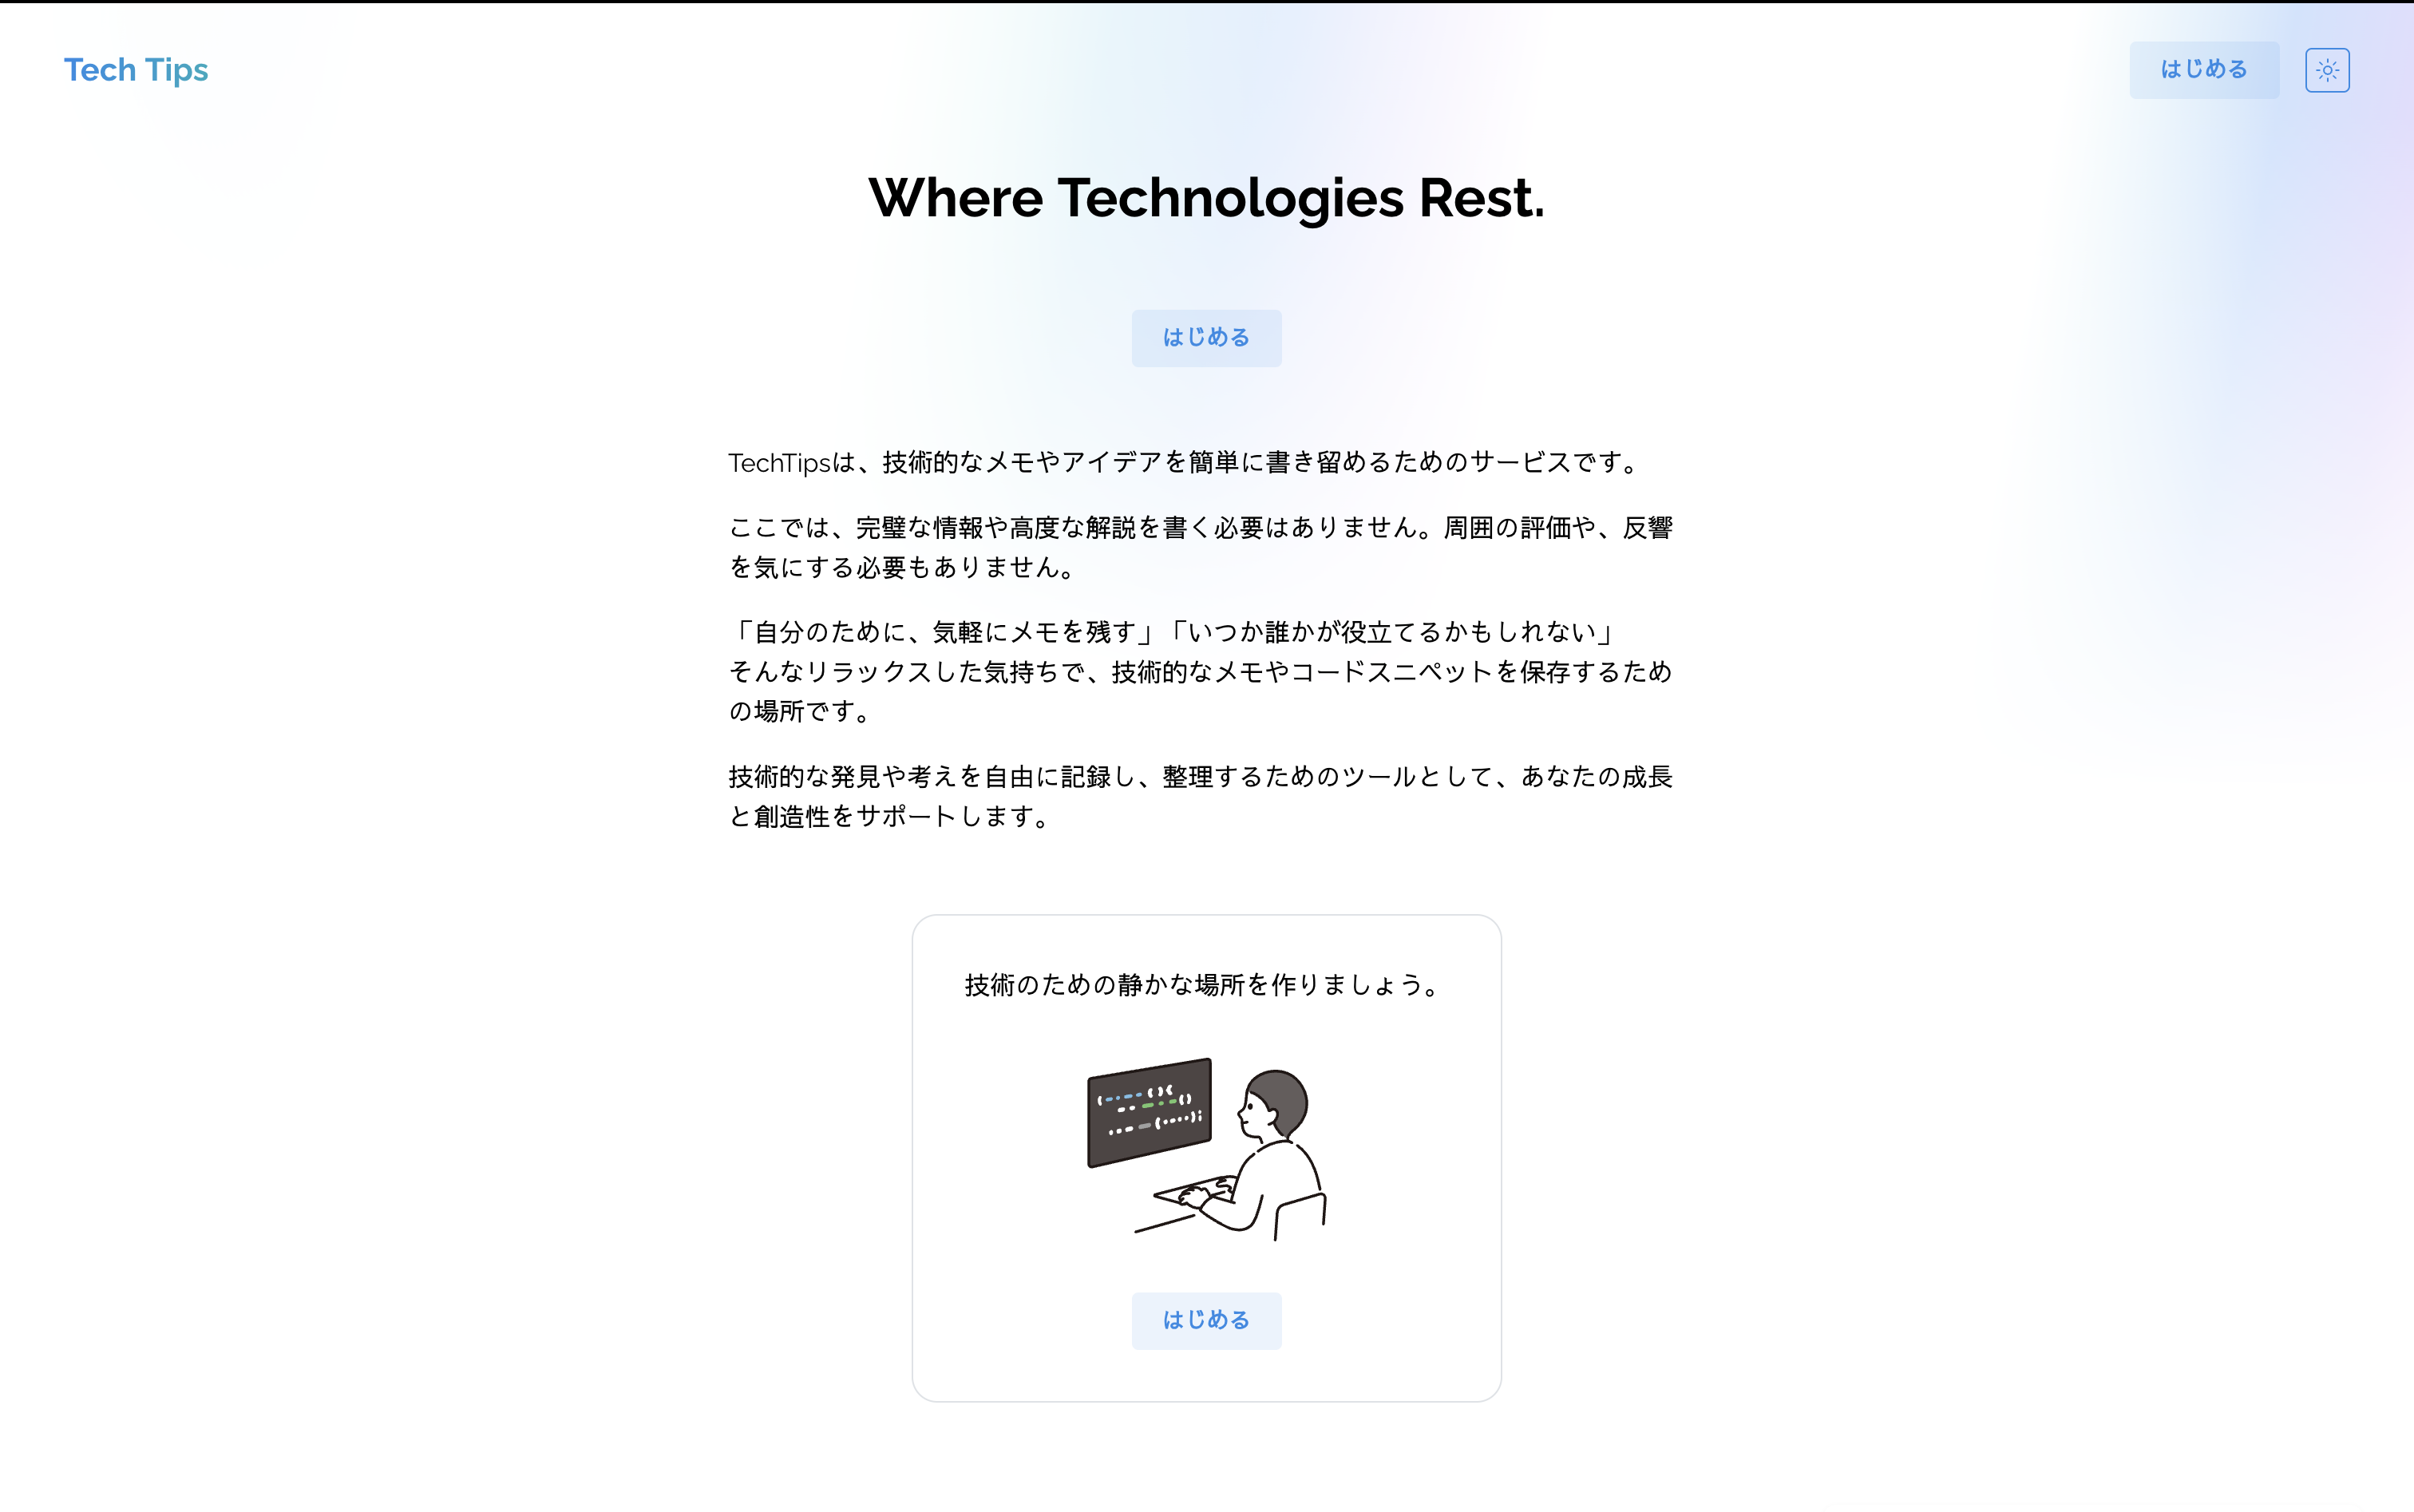 Tech Tips
はじめる
Where Technologies Rest.
はじめる
TechTipsは、技術的なメモやアイデアを簡単に書き留めるためのサービスです。
ここでは、完璧な情報や高度な解説を書く必要はありません。周囲の評価や、反響
を気にする必要もありません。
「自分のために、気軽にメモを残す」「いつか誰かが役立てるかもしれない」
そんなリラックスした気持ちで、技術的なメモやコードスニペットを保存するため
の場所です。
技術的な発見や考えを自由に記録し、整理するためのツールとして、あなたの成長
と創造性をサポートします。
技術のための静かな場所を作りましょう。
はじめる